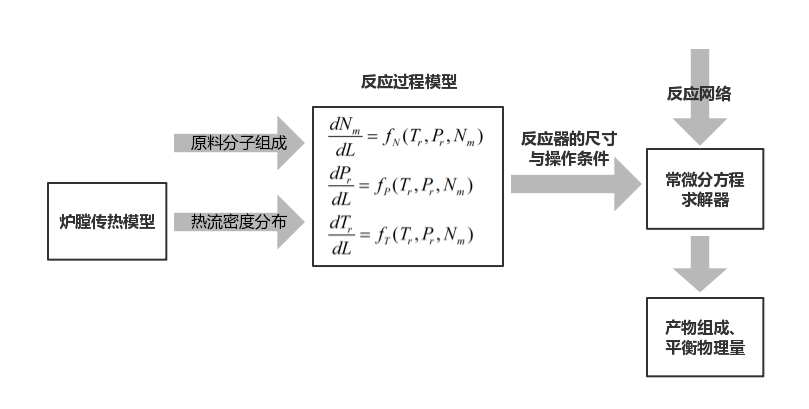 反应过程模型
反应网络
原料分子组成
dN_m/dL = f_N(T_r, P_r, N_m)
dP_r/dL = f_P(T_r, P_r, N_m)
dT_r/dL = f_T(T_r, P_r, N_m)
反应器的尺寸
与操作条件
常微分方程
求解器
炉膛传热模型
热流密度分布
产物组成、
平衡物理量